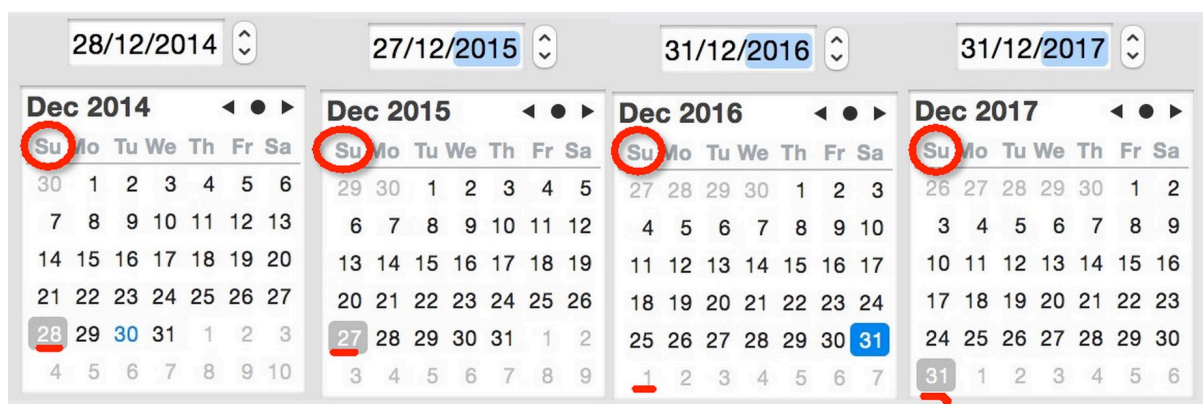 28/12/2014
Dec 2014
Su Mo Tu We Th Fr Sa
30 1 2 3 4 5 6
7 8 9 10 11 12 13
14 15 16 17 18 19 20
21 22 23 24 25 26 27
28 29 30 31 1 2 3
4 5 6 7 8 9 10
27/12/2015
Dec 2015
Su Mo Tu We Th Fr Sa
29 30 1 2 3 4 5
6 7 8 9 10 11 12
13 14 15 16 17 18 19
20 21 22 23 24 25 26
27 28 29 30 31 1 2
3 4 5 6 7 8 9
31/12/2016
Dec 2016
Su Mo Tu We Th Fr Sa
27 28 29 30 1 2 3
4 5 6 7 8 9 10
11 12 13 14 15 16 17
18 19 20 21 22 23 24
25 26 27 28 29 30 31
1 2 3 4 5 6 7
31/12/2017
Dec 2017
Su Mo Tu We Th Fr Sa
26 27 28 29 30 1 2
3 4 5 6 7 8 9
10 11 12 13 14 15 16
17 18 19 20 21 22 23
24 25 26 27 28 29 30
31 1 2 3 4 5 6